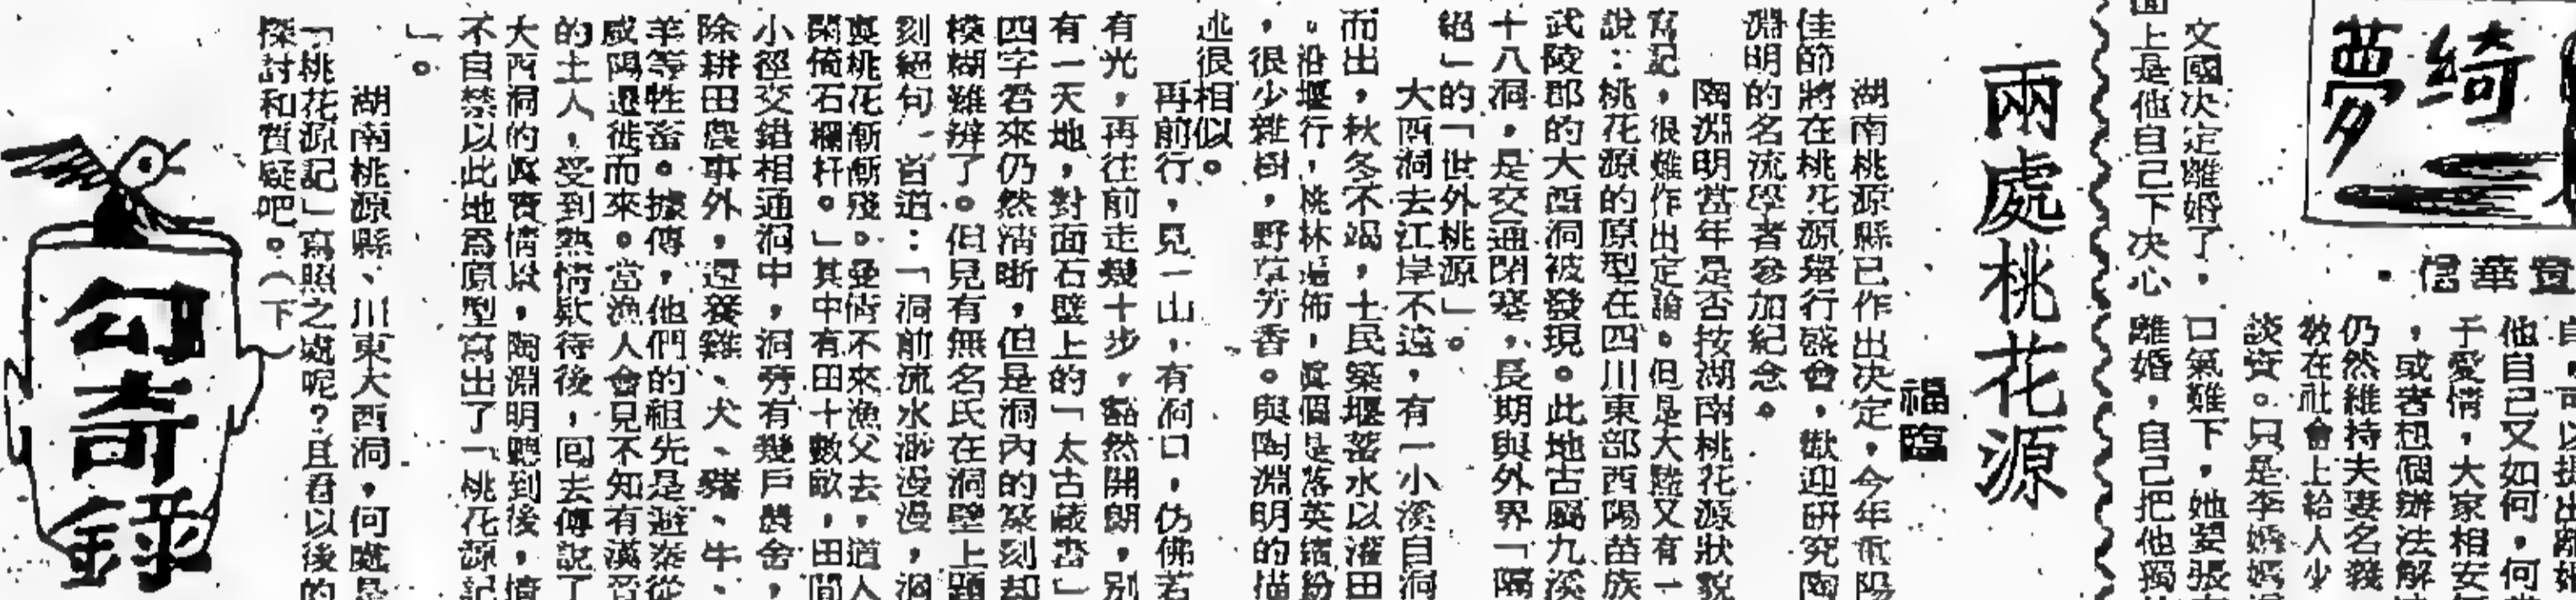 綺
夢
信華
他自己又如何，何
于愛情，大家相安
，或者想個辦法解
仍然維持夫妻名義
教在社會上給人少
談資。只是李婚
文國决定離婚了，
口氣難下，她要張
面上是他自己下决心
離婚，自己把他獨
兩處桃花源
福臨
湖南桃源縣已作出决定，今年重陽
佳節將在桃花源舉行盛會，歡迎研究陶
淵明的名流學者參加紀念。
陶淵明當年是否按湖南桃花源狀貌
寫記，很難作出定論。但是大陸又有一
說：桃花源的原型在四川東部酉陽苗族
武陵郡的大酉洞被發現。此地古屬九溪
十八洞，是交通閉塞、長期與外界「隔
絕」的「世外桃源」。
大酉洞去江岸不遠，有一小溪自洞
而出，秋冬不竭，土民築堰蓄水以灌田
。沿堰行，桃林遍佈，眞個是落英繽紛
，很少雜樹，野草芳香。與陶淵明的描
述很相似。
再前行，見一山，有洞口，仿佛若
有光，再往前走幾十步，豁然開朗，別
有一天地，對面石壁上的「太古藏書」
四字看來仍然清晰，但是洞內的篆刻却
模糊難辨了。但見有無名氏在洞壁上題
刻絕句一首道：「洞前流水渺漫漫，洞
裏桃花漸漸殘。曼倩不來漁父去，道人
閑倚石欄杆。」其中有田十數畝，田間
小徑交錯相通洞中，洞旁有幾戶農舍，
除耕田農事外，還養雞、犬、豬、牛、
羊等牲畜。據傳，他們的祖先是避秦從
咸陽遷徙而來。當漁人會見不知有漢晋
的土人，受到熱情欵待後，回去傳說了
大酉洞的眞實情景，陶淵明聽到後，情
不自禁以此地爲原型寫出了「桃花源記
」。
湖南桃源縣、川東大酉洞，何處是
「桃花源記」寫照之處呢？且看以後的
探討和質疑吧。（下）
勾奇錄